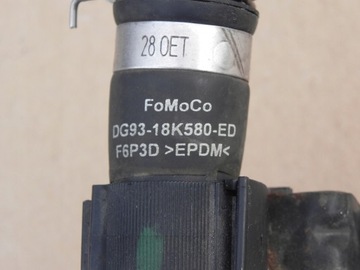 28 OET
FoMoCo
DG93-18K580-ED
F6P3D >EPDM<